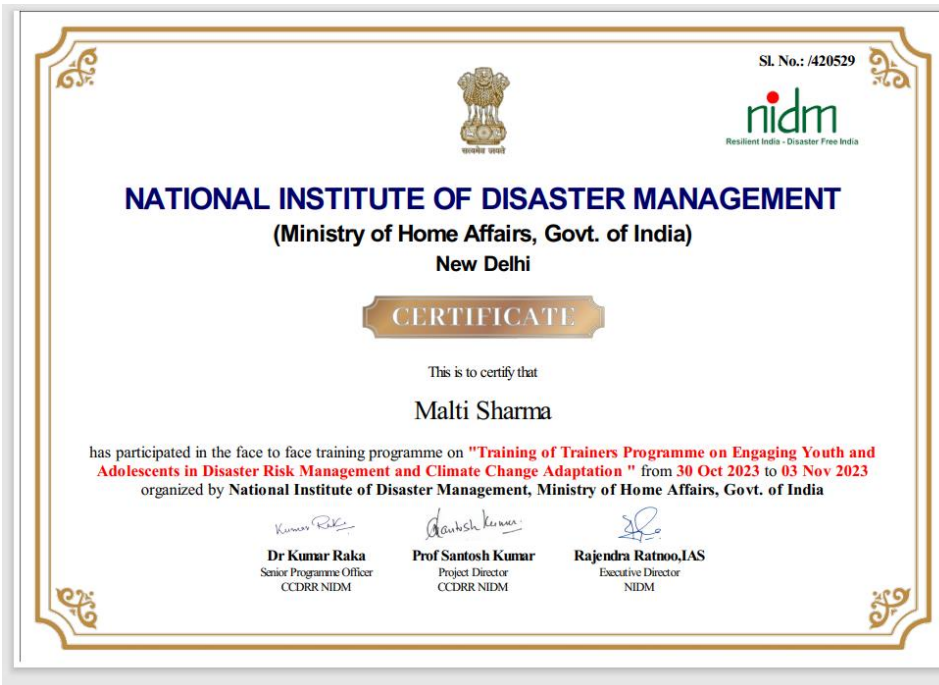 Sl. No.: /420529
सत्यमेव जयते
nidm
Resilient India - Disaster Free India
NATIONAL INSTITUTE OF DISASTER MANAGEMENT
(Ministry of Home Affairs, Govt. of India)
New Delhi
CERTIFICATE
This is to certify that
Malti Sharma
has participated in the face to face training programme on "Training of Trainers Programme on Engaging Youth and
Adolescents in Disaster Risk Management and Climate Change Adaptation " from 30 Oct 2023 to 03 Nov 2023
organized by National Institute of Disaster Management, Ministry of Home Affairs, Govt. of India
Kumar Raka Santosh Kumar
Dr Kumar Raka Prof Santosh Kumar Rajendra Ratnoo,IAS
Senior Programme Officer Project Director Executive Director
CCDRR NIDM CCDRR NIDM NIDM